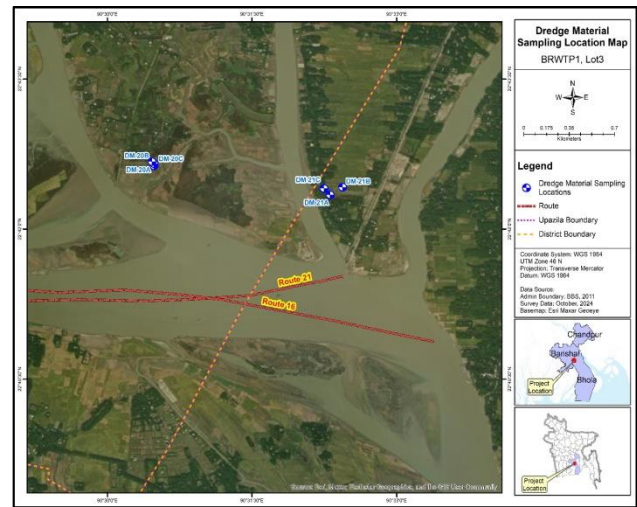 Dredge Material
Sampling Location Map
BRWTP1, Lot3
N
W E
S
0 0.175 0.35 0.7
Kilometers
Legend
Dredge Material Sampling
Locations
Route
Upazila Boundary
District Boundary
Coordinate System: WGS 1984
UTM Zone 46 N
Projection: Transverse Mercator
Datum: WGS 1984
Data Source:
Admin Boundary: BBS, 2011
Survey Data: October, 2024
Basemap: Esri Maxar Geoeye
Chandpur
Barishal
Bhola
Project
Location
Project
Location
DM-20B
DM-20C
DM-20A
DM-21C
DM-21B
DM-21A
Route 21
Route 16